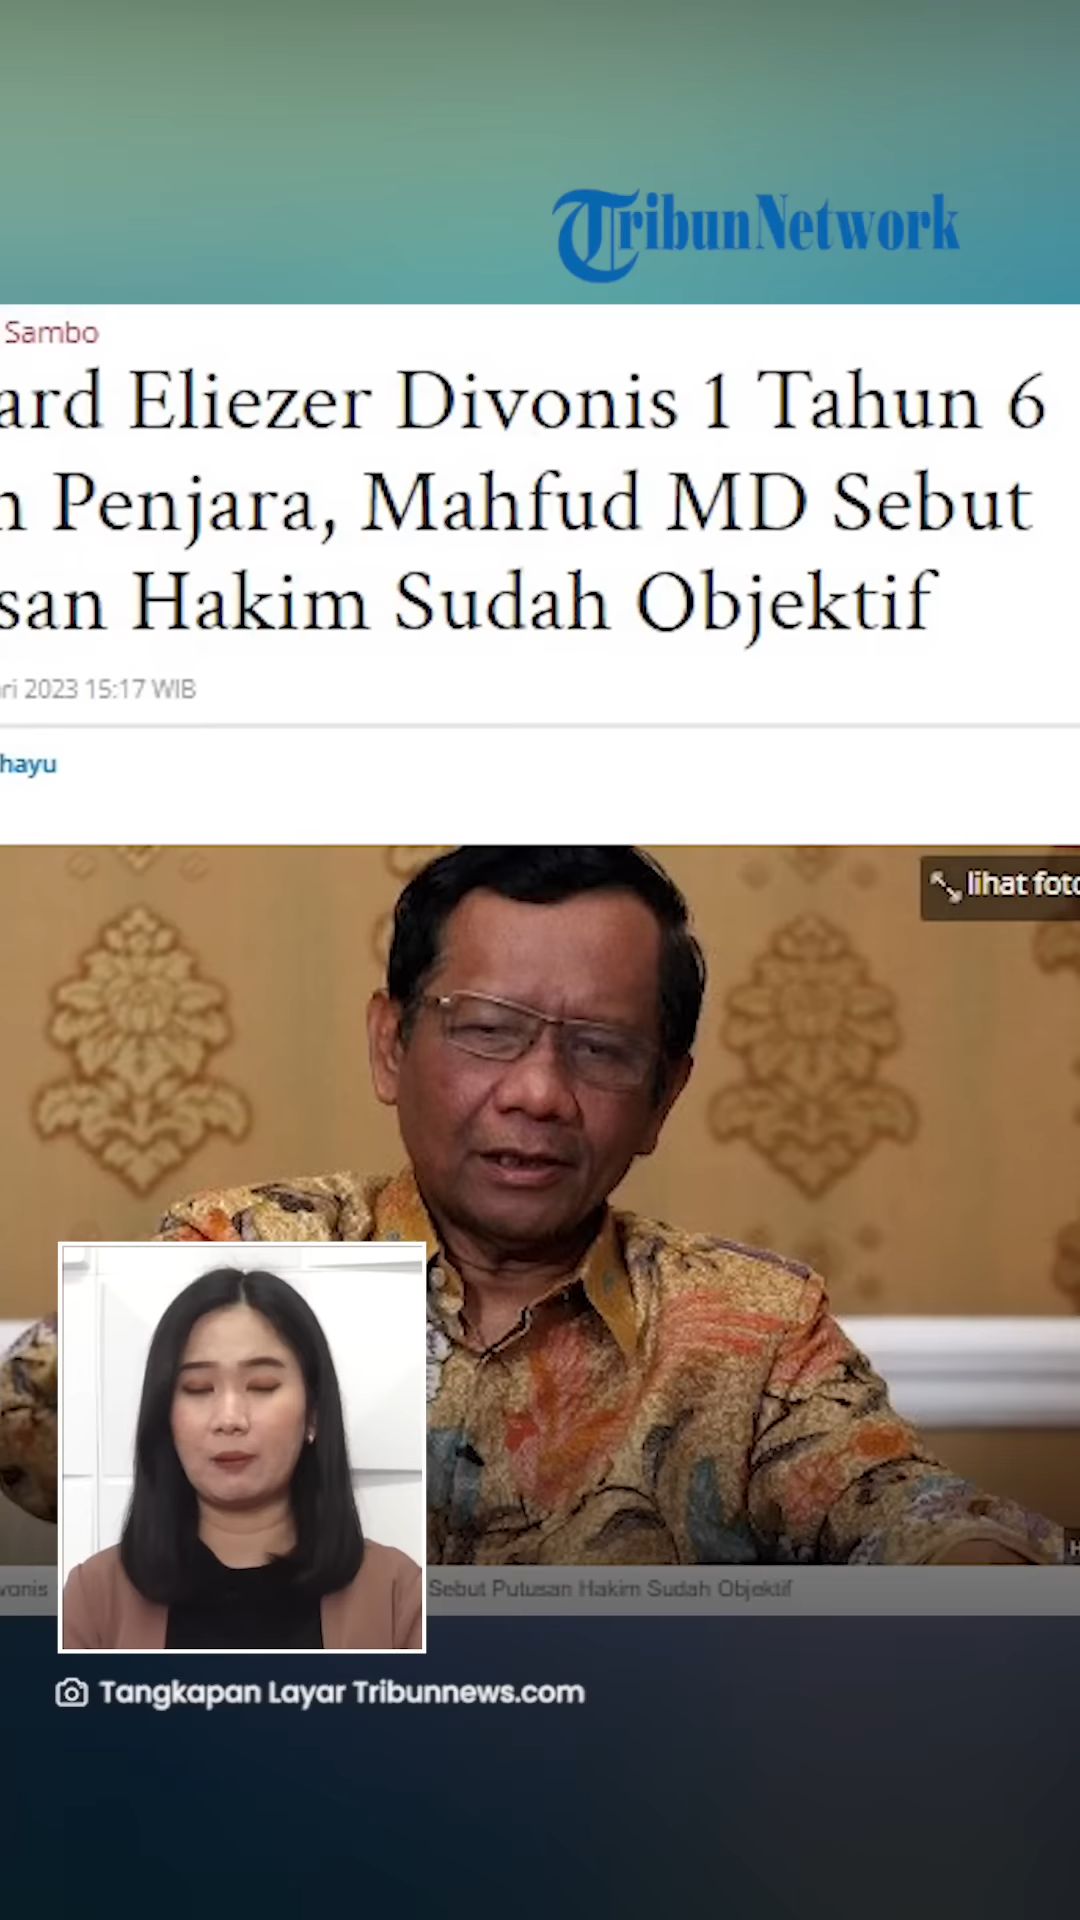 TribunNetwork
Sambo
ard Eliezer Divonis 1 Tahun 6
n Penjara, Mahfud MD Sebut
san Hakim Sudah Objektif
ri 2023 15:17 WIB
hayu
lihat foto
H
vonis
Sebut Putusan Hakim Sudah Objektif
Tangkapan Layar Tribunnews.com